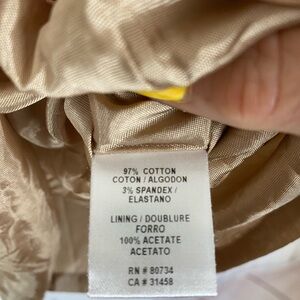 97% COTTON
COTON / ALGODON
3% SPANDEX /
ELASTANO
LINING / DOUBLURE
FORRO
100% ACETATE
ACETATO
RN # 80734
CA # 31458